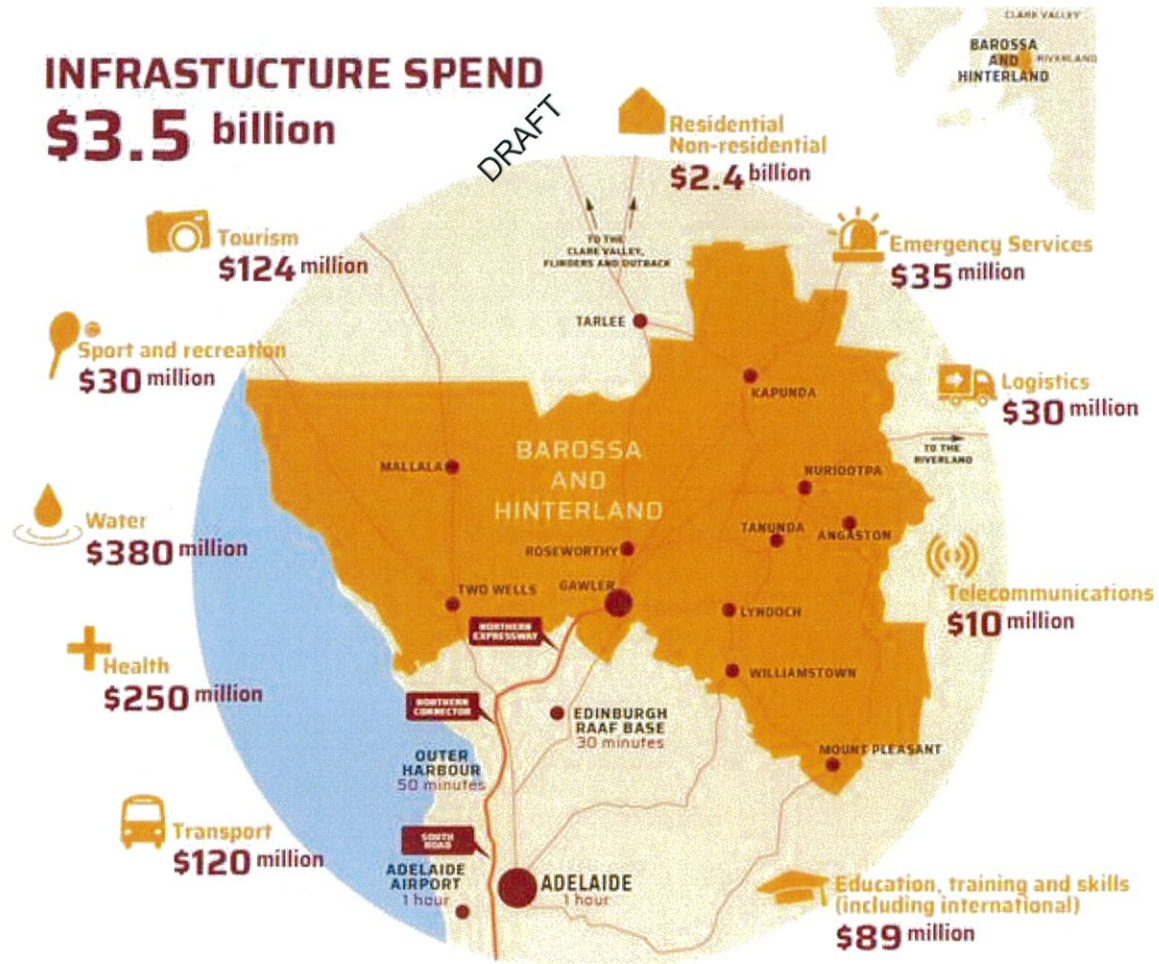 CLARE VALLEY
BAROSSA
AND
HINTERLAND
RIVERLAND
INFRASTUCTURE SPEND
$3.5 billion
DRAFT
Residential
Non-residential
$2.4 billion
Tourism
$124 million
TO THE
CLARE VALLEY,
FLINDERS AND OUTBACK
Emergency Services
$35 million
TARLEE
Sport and recreation
$30 million
KAPUNDA
Logistics
$30 million
TO THE
RIVERLAND
BAROSSA
AND
HINTERLAND
MALLALA
NURIOOTPA
Water
$380 million
TANUNDA
ANGASTON
ROSEWORTHY
TWO WELLS
GAWLER
LYNDOCH
Telecommunications
$10 million
NORTHERN
EXPRESSWAY
Health
$250 million
WILLIAMSTOWN
NORTHERN
CONNECTOR
EDINBURGH
RAAF BASE
30 minutes
OUTER
HARBOUR
50 minutes
MOUNT PLEASANT
Transport
$120 million
SOUTH
ROAD
ADELAIDE
AIRPORT
1 hour
ADELAIDE
1 hour
Education, training and skills
(including international)
$89 million